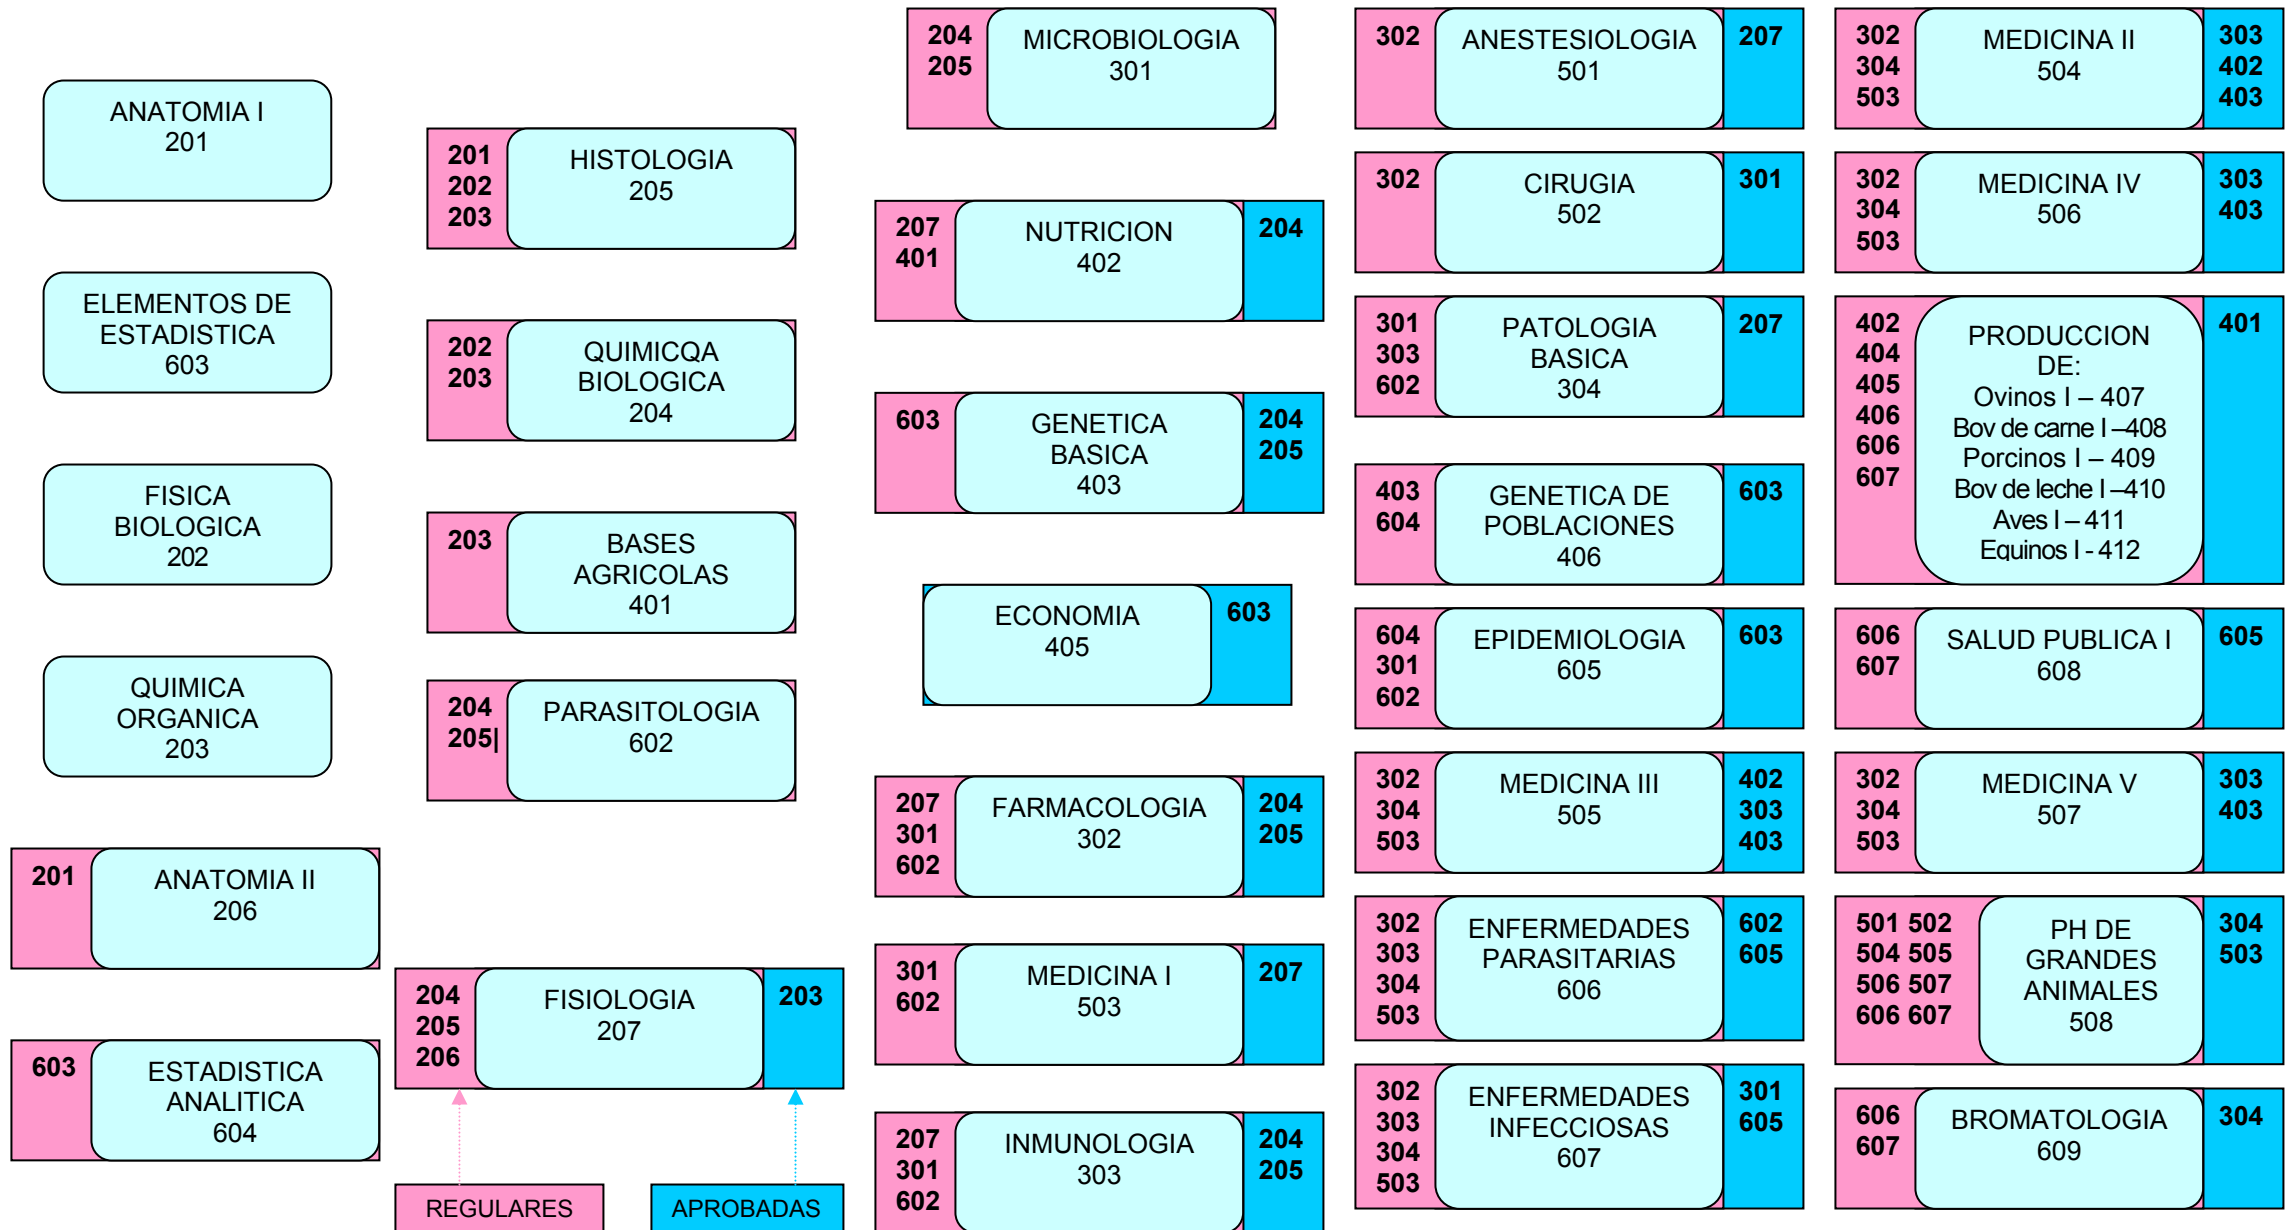 ANATOMIA I
201
ELEMENTOS DE
ESTADISTICA
603
FISICA
BIOLOGICA
202
QUIMICA
ORGANICA
203
201
ANATOMIA II
206
603
ESTADISTICA
ANALITICA
604
201
202
203
HISTOLOGIA
205
202
203
QUIMICQA
BIOLOGICA
204
203
BASES
AGRICOLAS
401
204
205|
PARASITOLOGIA
602
204
205
206
FISIOLOGIA
207
203
REGULARES
APROBADAS
204
205
MICROBIOLOGIA
301
207
401
NUTRICION
402
204
603
GENETICA
BASICA
403
204
205
ECONOMIA
405
603
207
301
602
FARMACOLOGIA
302
204
205
301
602
MEDICINA I
503
207
207
301
602
INMUNOLOGIA
303
204
205
302
ANESTESIOLOGIA
501
207
302
CIRUGIA
502
301
301
303
602
PATOLOGIA
BASICA
304
207
403
604
GENETICA DE
POBLACIONES
406
603
604
301
602
EPIDEMIOLOGIA
605
603
302
304
503
MEDICINA III
505
402
303
403
302
303
304
503
ENFERMEDADES
PARASITARIAS
606
602
605
302
303
304
503
ENFERMEDADES
INFECCIOSAS
607
301
605
302
304
503
MEDICINA II
504
303
402
403
302
304
503
MEDICINA IV
506
303
403
402
404
405
406
606
607
PRODUCCION
DE:
Ovinos I – 407
Bov de carne I –408
Porcinos I – 409
Bov de leche I –410
Aves I – 411
Equinos I - 412
401
606
607
SALUD PUBLICA I
608
605
302
304
503
MEDICINA V
507
303
403
501 502
504 505
506 507
606 607
PH DE
GRANDES
ANIMALES
508
304
503
606
607
BROMATOLOGIA
609
304